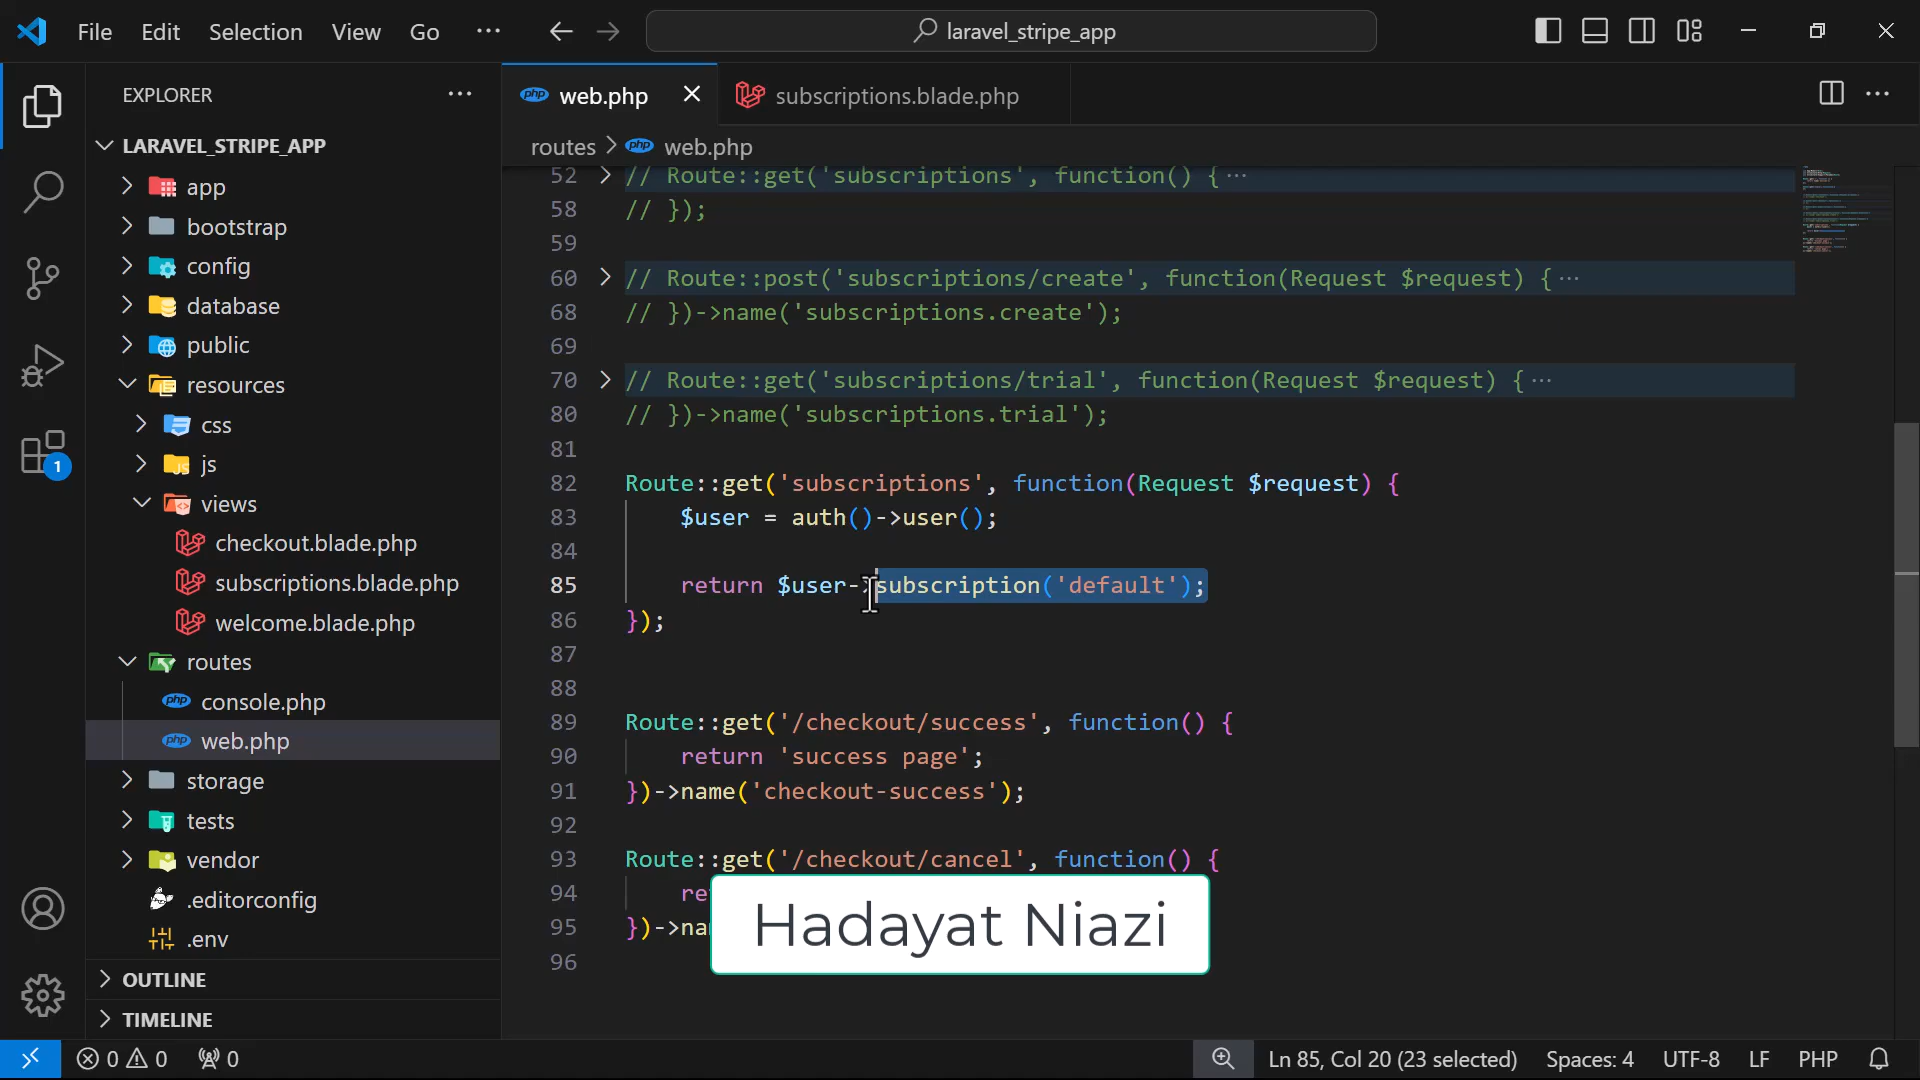 File Edit Selection View Go ··· laravel_stripe_app
EXPLORER ···
LARAVEL_STRIPE_APP
app
bootstrap
config
database
public
resources
css
js
views
checkout.blade.php
subscriptions.blade.php
welcome.blade.php
routes
console.php
web.php
storage
tests
vendor
.editorconfig
.env
OUTLINE
TIMELINE
1
php web.php subscriptions.blade.php
routes > php web.php
52 // Route::get('subscriptions', function() {···
58 // });
59
60 // Route::post('subscriptions/create', function(Request $request) {···
68 // })->name('subscriptions.create');
69
70 // Route::get('subscriptions/trial', function(Request $request) {···
80 // })->name('subscriptions.trial');
81
82 Route::get('subscriptions', function(Request $request) {
83 $user = auth()->user();
84
85 return $user->subscription('default');
86 });
87
88
89 Route::get('/checkout/success', function() {
90 return 'success page';
91 })->name('checkout-success');
92
93 Route::get('/checkout/cancel', function() {
94 re
95 })->na
96
Hadayat Niazi
0 0 0 Ln 85, Col 20 (23 selected) Spaces: 4 UTF-8 LF PHP